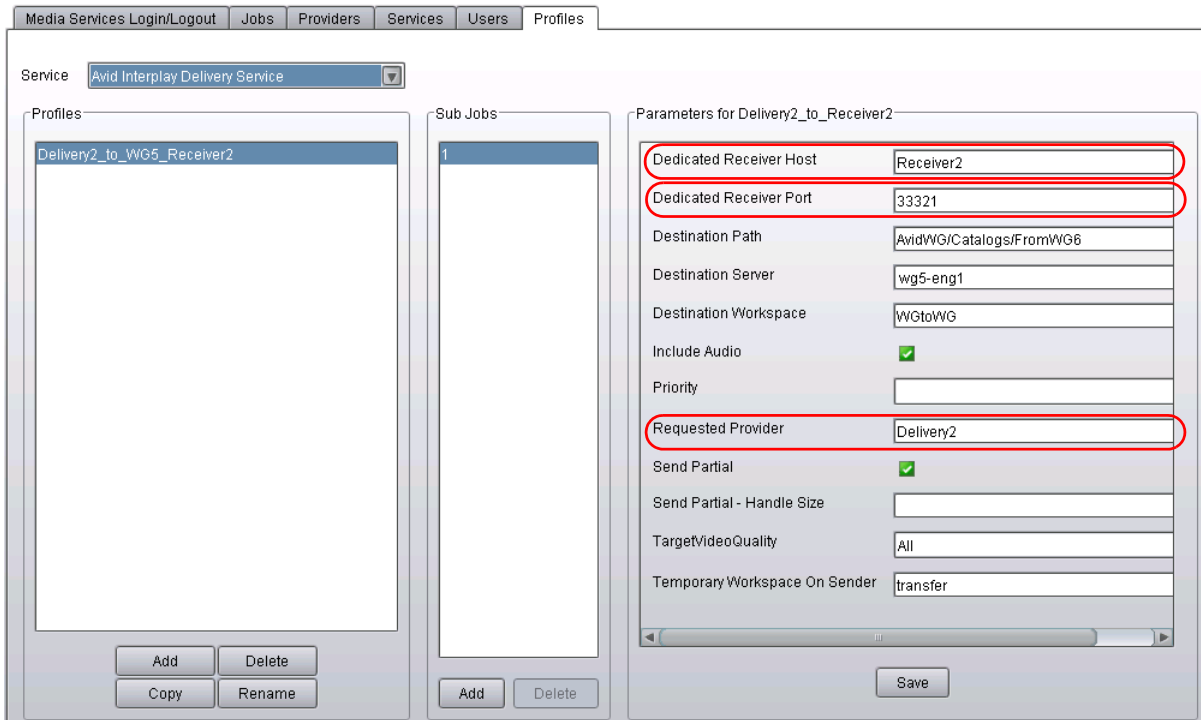 Media Services Login/Logout Jobs Providers Services Users Profiles
Service Avid Interplay Delivery Service
Profiles
Delivery2_to_WG5_Receiver2
Add Delete
Copy Rename
Sub Jobs
1
Add Delete
Parameters for Delivery2_to_Receiver2
Dedicated Receiver Host Receiver2
Dedicated Receiver Port 33321
Destination Path AvidWG/Catalogs/FromWG6
Destination Server wg5-eng1
Destination Workspace WGtoWG
Include Audio
Priority
Requested Provider Delivery2
Send Partial
Send Partial - Handle Size
TargetVideoQuality All
Temporary Workspace On Sender transfer
Save